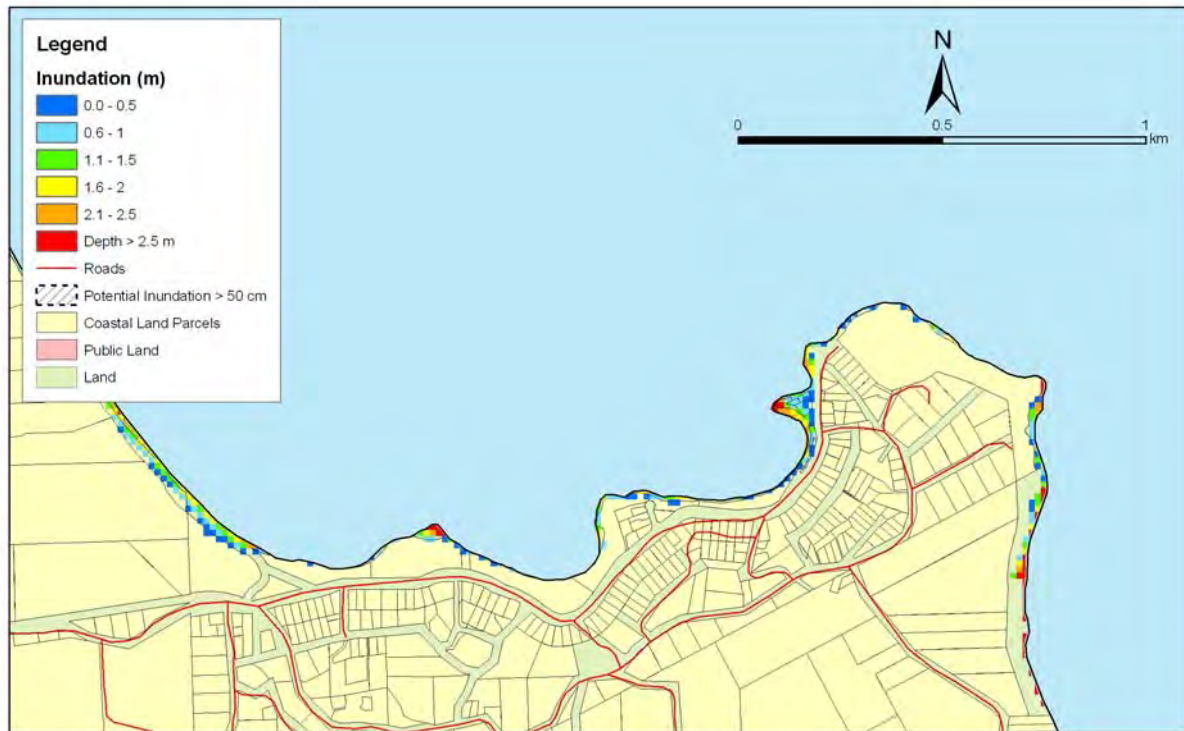 Legend
Inundation (m)
0.0 - 0.5
0.6 - 1
1.1 - 1.5
1.6 - 2
2.1 - 2.5
Depth > 2.5 m
Roads
Potential Inundation > 50 cm
Coastal Land Parcels
Public Land
Land
N
0 0.5 1
km